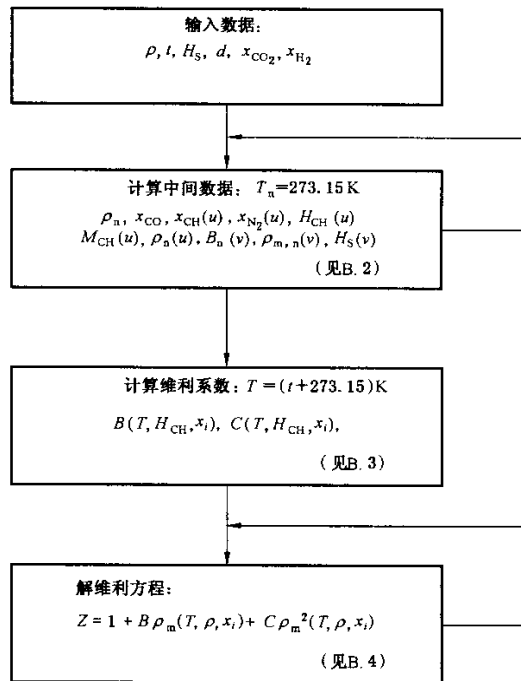 输入数据:
ρ, t, H_S, d, x_CO₂, x_H₂
计算中间数据: T_n=273.15K
ρ_n, x_CO, x_CH(u), x_N₂(u), H_CH(u)
M_CH(u), ρ_n(u), B_n(v), ρ_m,n(v), H_S(v)
(见B.2)
计算维利系数: T=(t+273.15)K
B(T,H_CH,x_i), C(T,H_CH,x_i),
(见B.3)
解维利方程:
Z=1+Bρ_m(T,ρ,x_i)+Cρ_m²(T,ρ,x_i)
(见B.4)